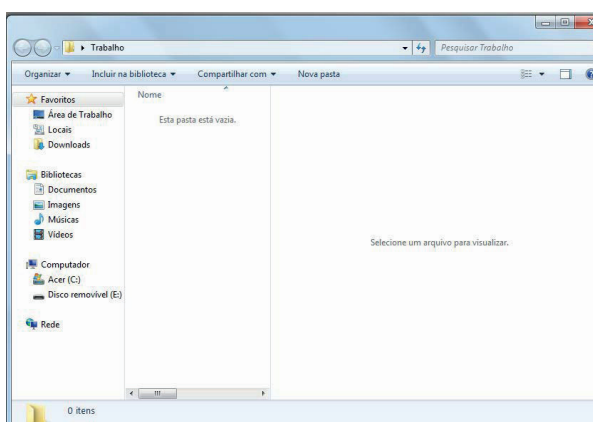 Trabalho
Pesquisar Trabalho
Organizar Incluir na biblioteca Compartilhar com Nova pasta
Favoritos
Área de Trabalho
Locais
Downloads
Bibliotecas
Documentos
Imagens
Músicas
Vídeos
Computador
Acer (C:)
Disco removível (E:)
Rede
Nome
Esta pasta está vazia.
Selecione um arquivo para visualizar.
0 itens